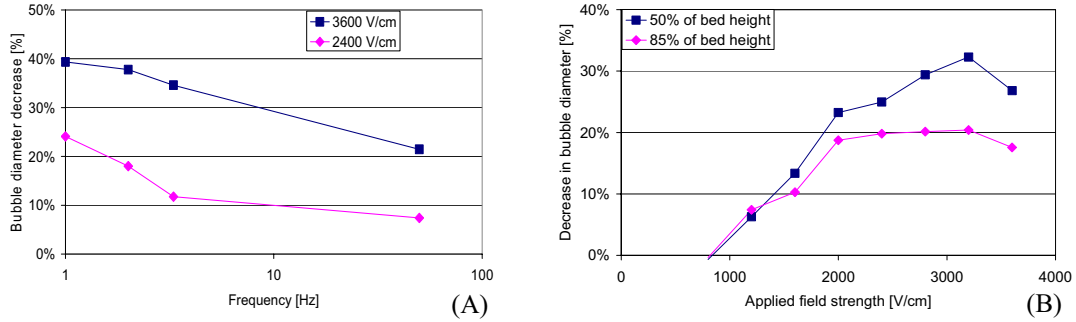 50%
40%
30%
20%
10%
0%
Bubble diameter decrease [%]
3600 V/cm
2400 V/cm
1
10
100
Frequency [Hz]
(A)
40%
30%
20%
10%
0%
Decrease in bubble diameter [%]
50% of bed height
85% of bed height
0
1000
2000
3000
4000
Applied field strength [V/cm]
(B)